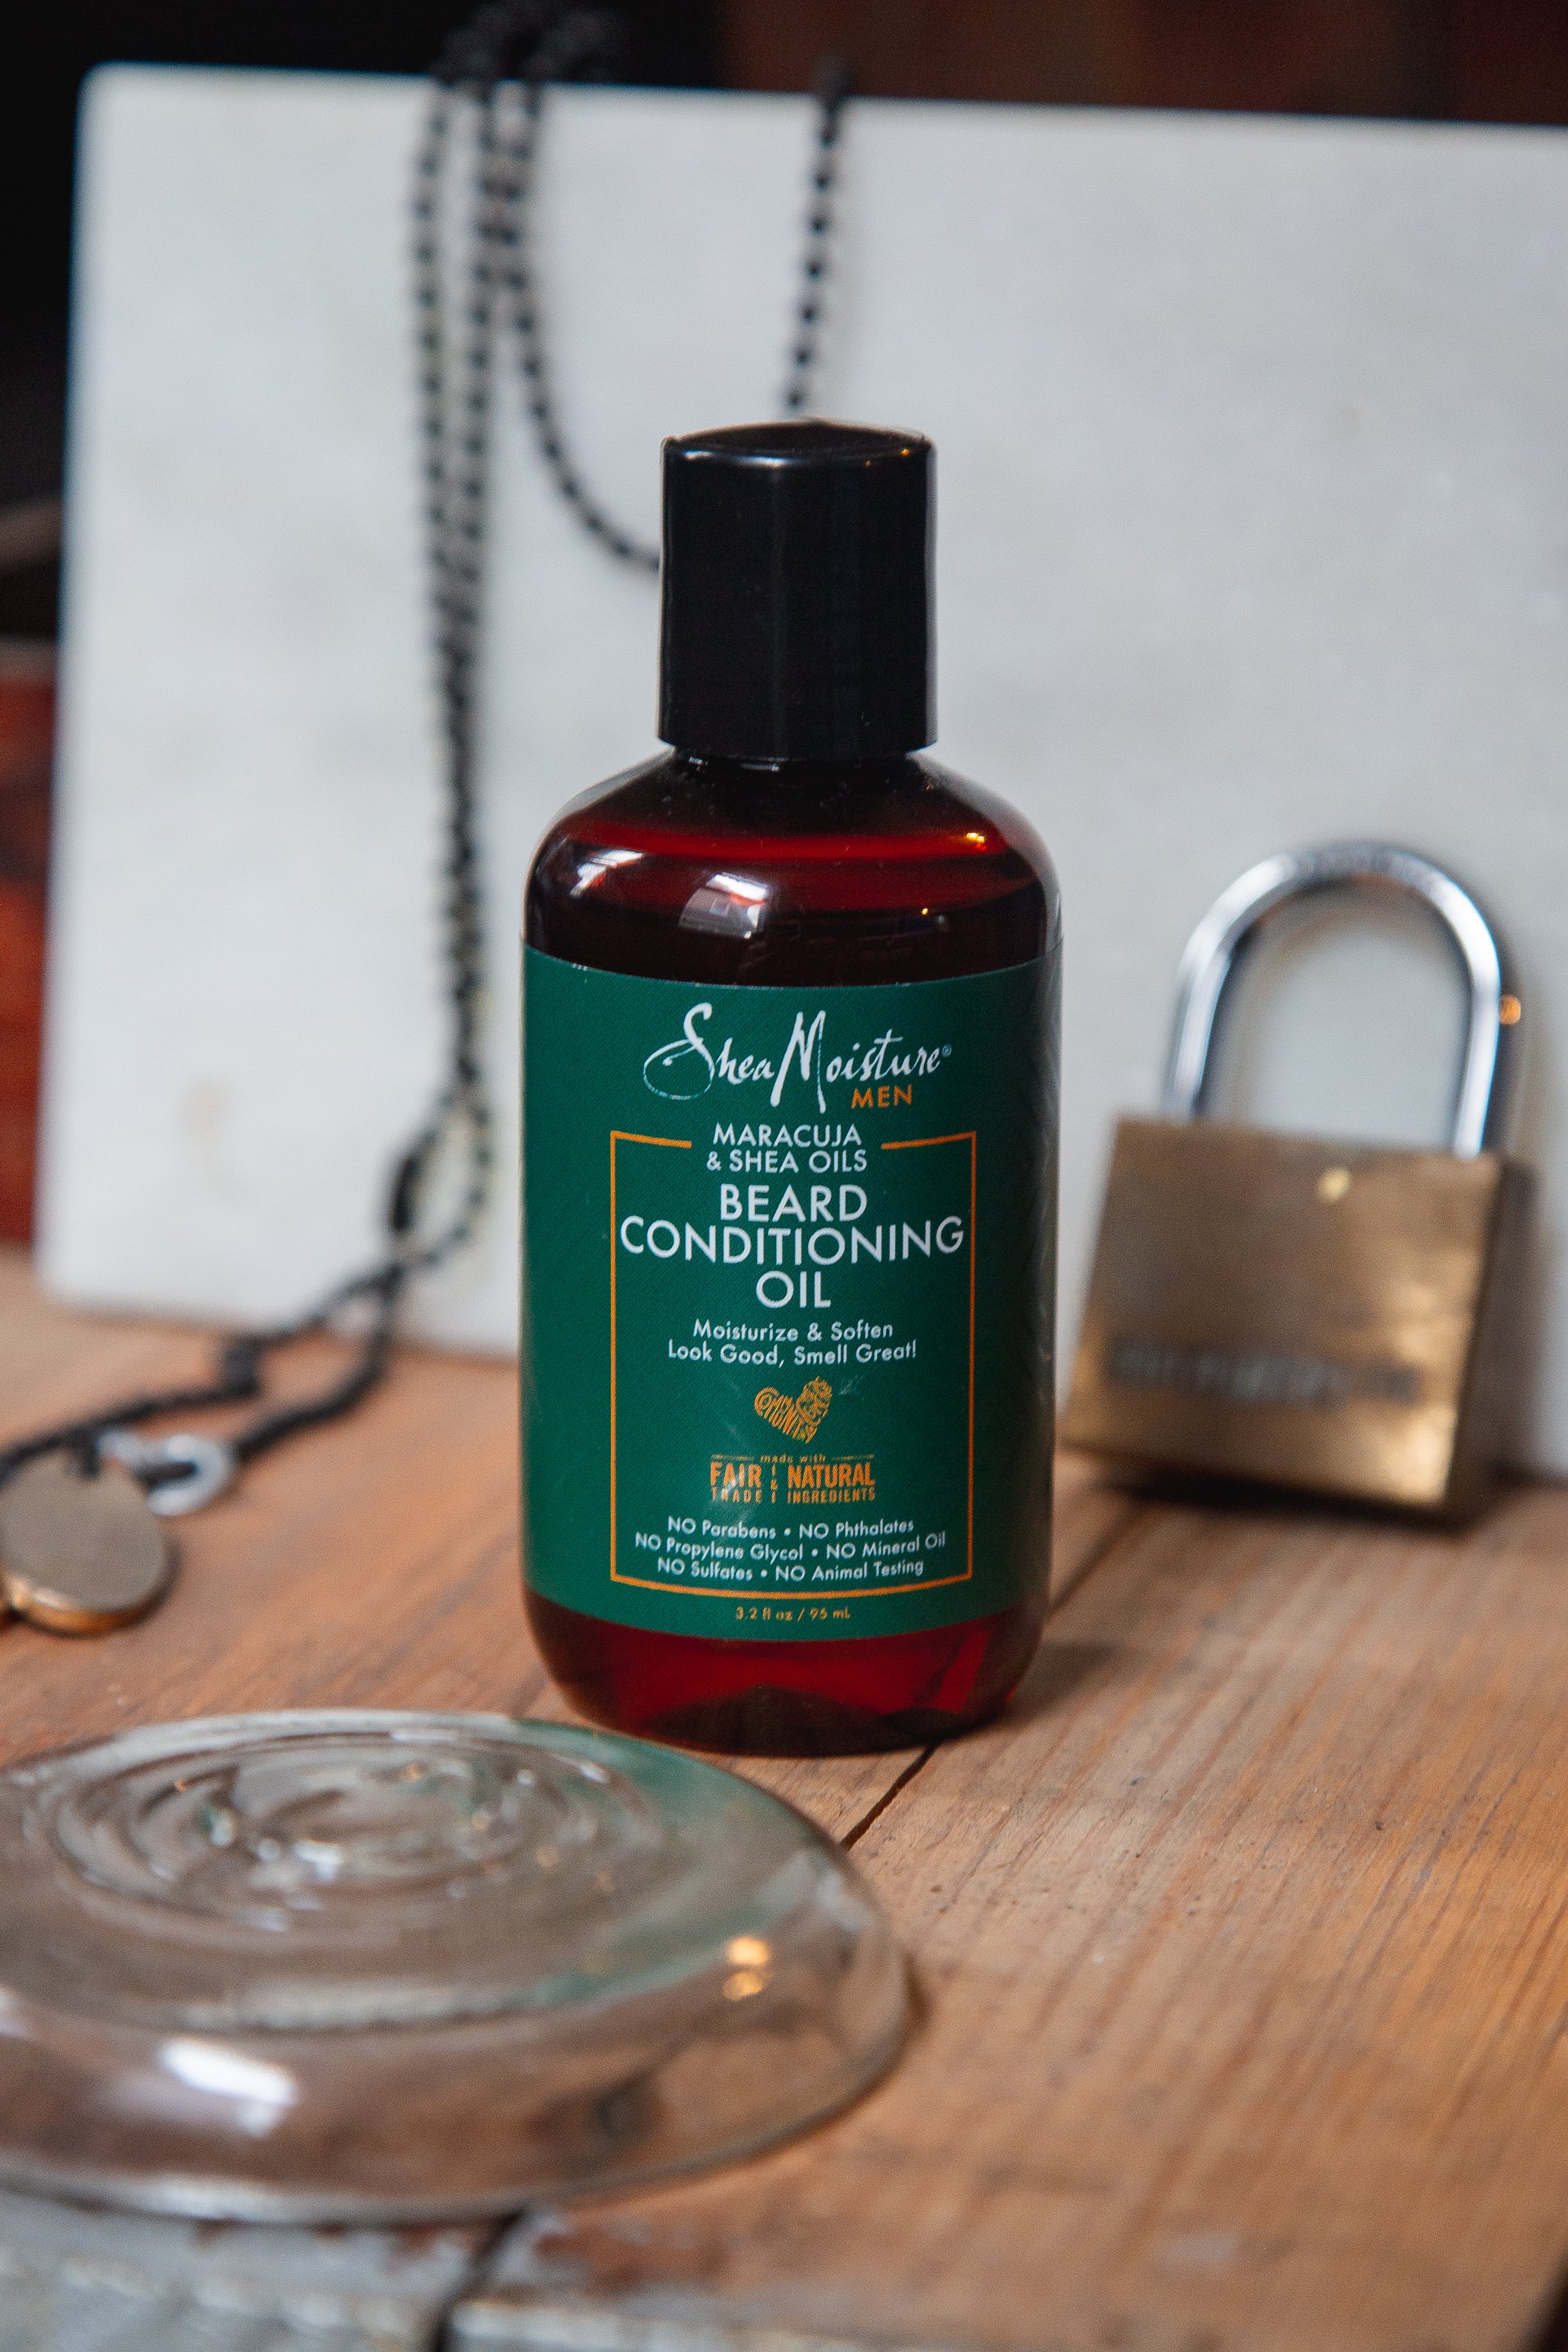 SheaMoisture®
MEN
MARACUJA
& SHEA OILS
BEARD
CONDITIONING
OIL
Moisturize & Soften
Look Good, Smell Great!
COMMUNITY
made with
FAIR & NATURAL
TRADE INGREDIENTS
NO Parabens • NO Phthalates
NO Propylene Glycol • NO Mineral Oil
NO Sulfates • NO Animal Testing
3.2 fl oz / 95 mL